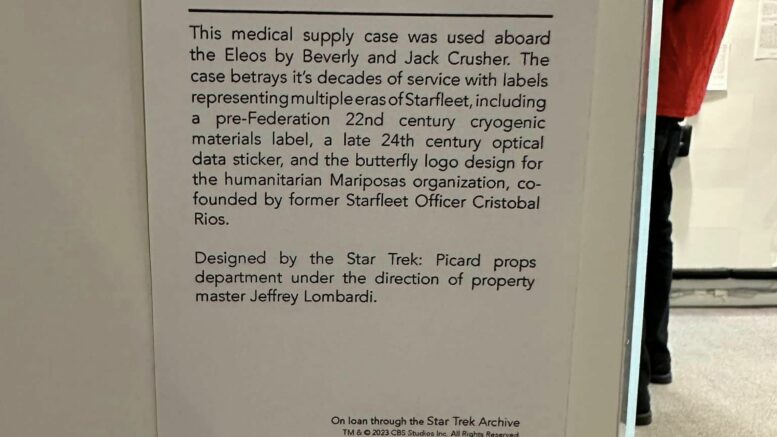 This medical supply case was used aboard
the Eleos by Beverly and Jack Crusher. The
case betrays it's decades of service with labels
representing multiple eras of Starfleet, including
a pre-Federation 22nd century cryogenic
materials label, a late 24th century optical
data sticker, and the butterfly logo design for
the humanitarian Mariposas organization, co-
founded by former Starfleet Officer Cristobal
Rios.
Designed by the Star Trek: Picard props
department under the direction of property
master Jeffrey Lombardi.
On loan through the Star Trek Archive
TM & © 2023 CBS Studios Inc. All Rights Reserved